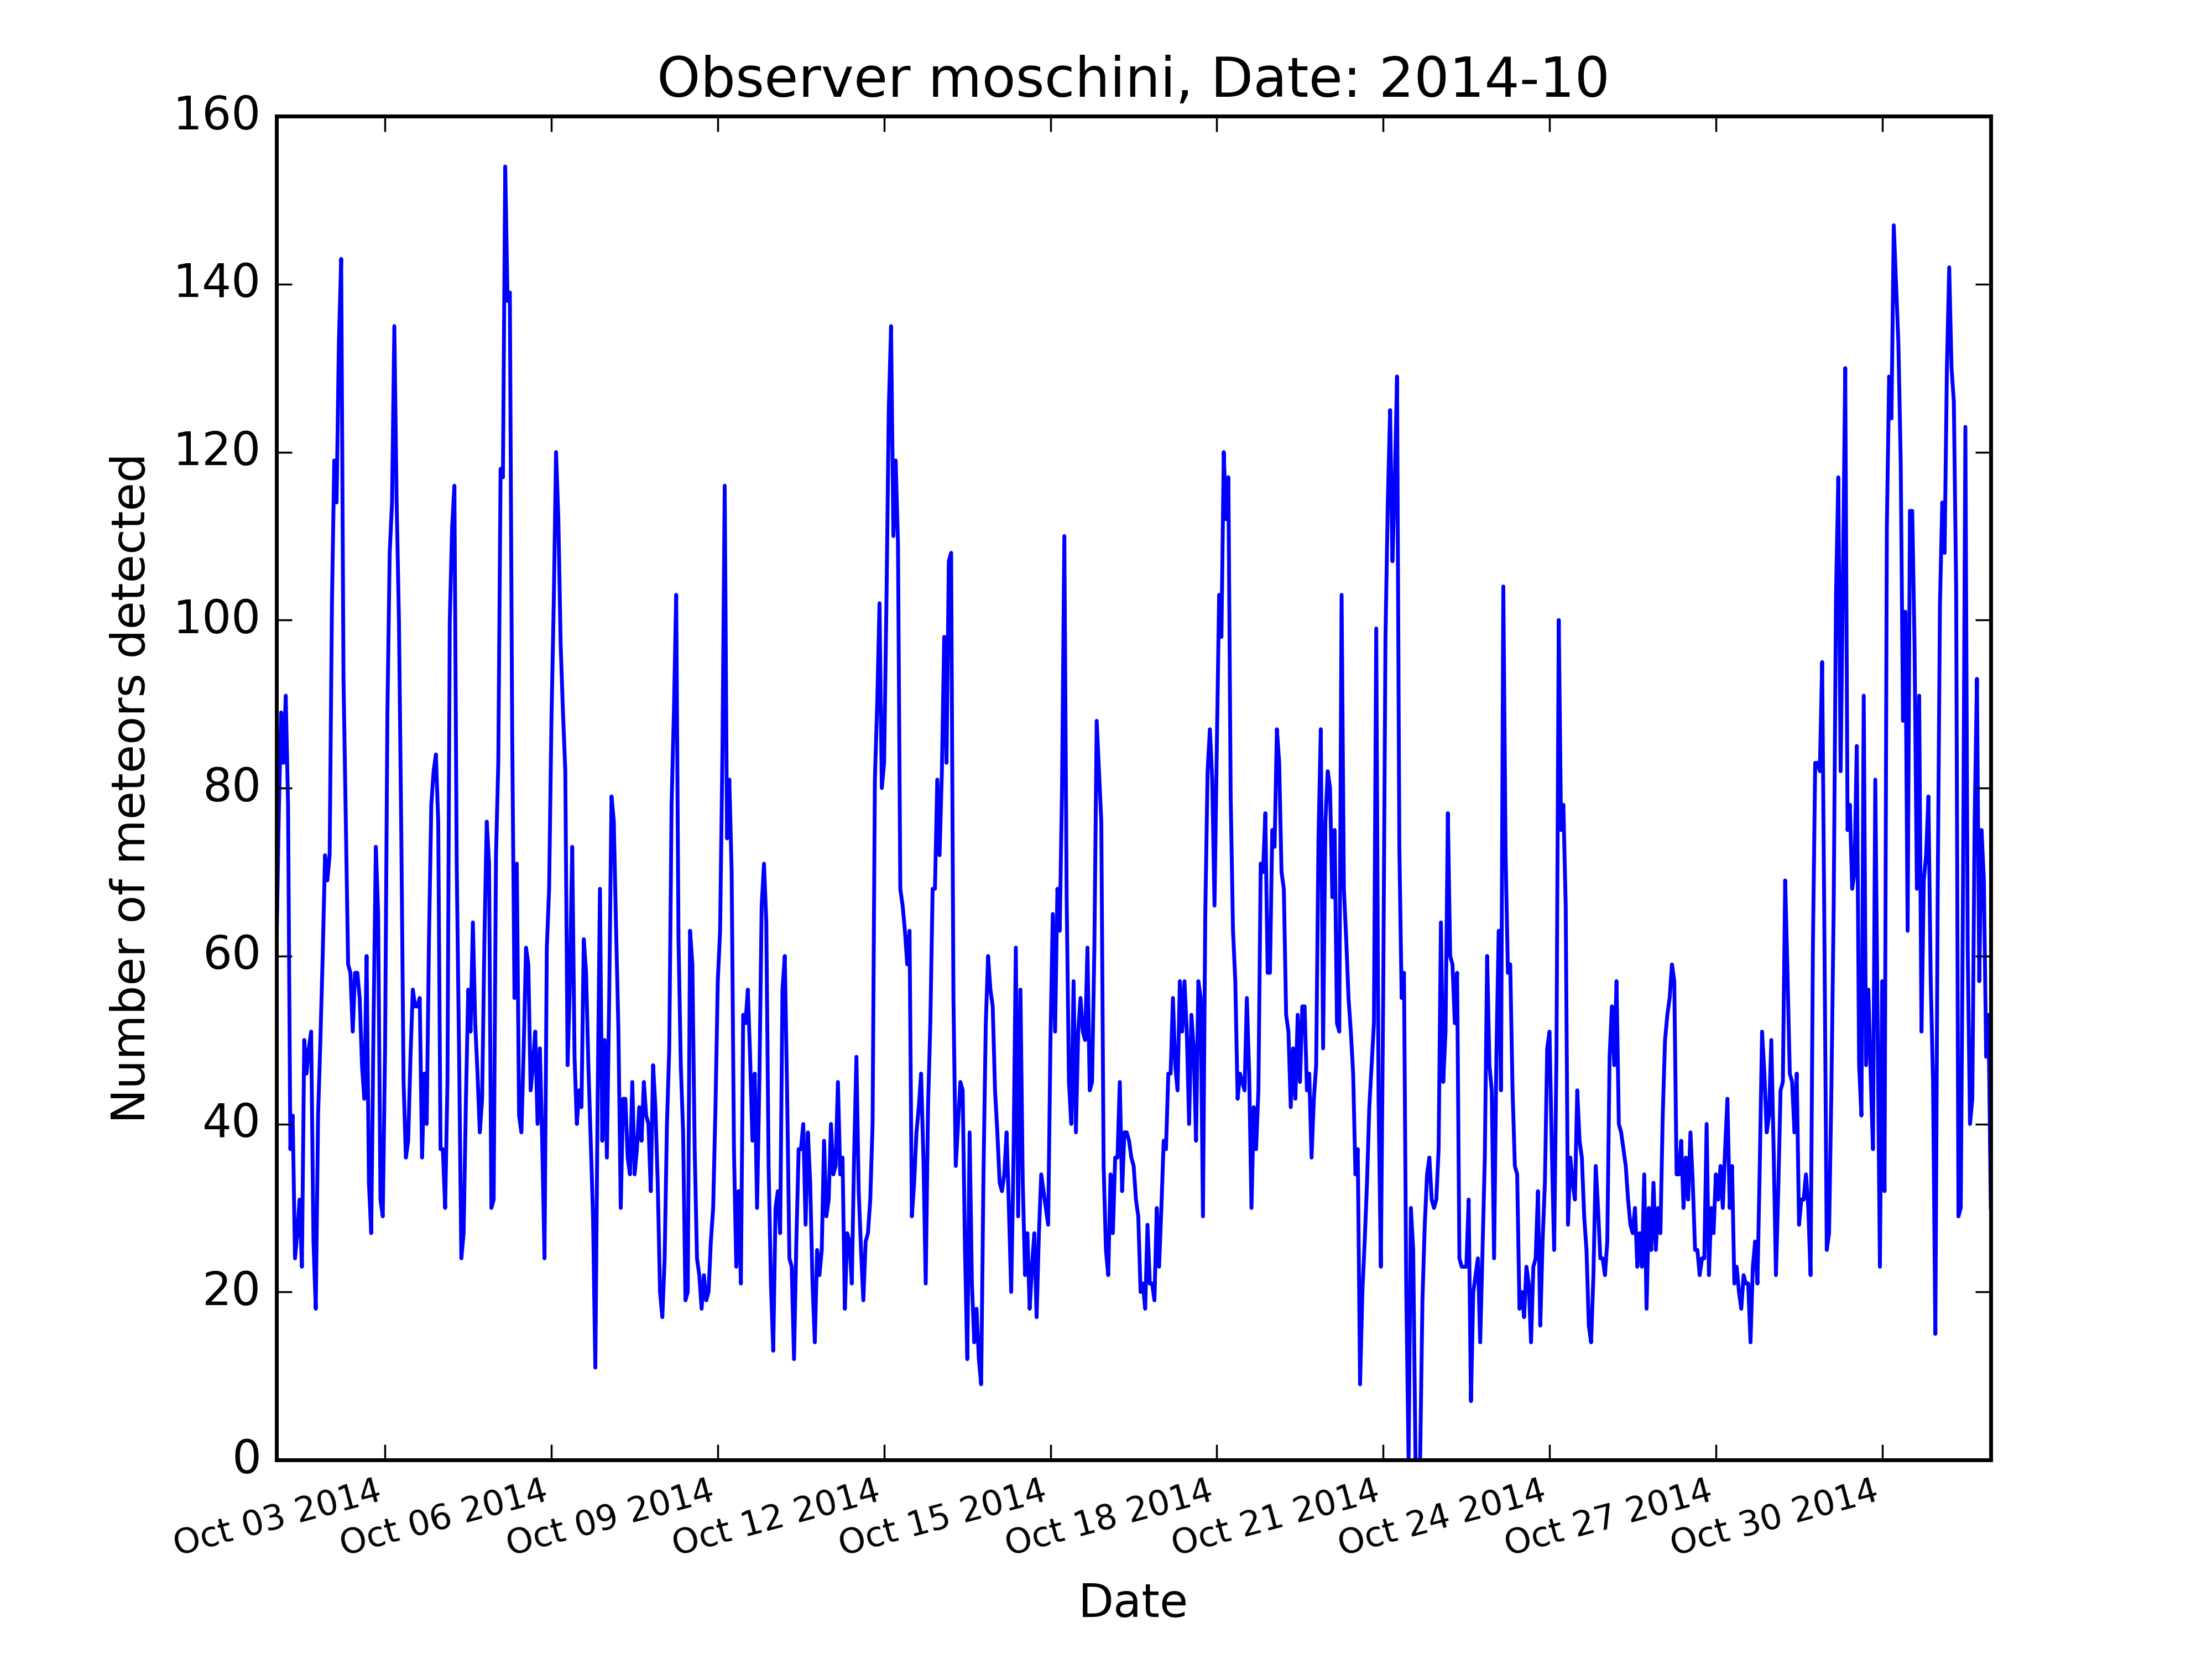 Observer moschini, Date: 2014-10
160
140
120
100
80
60
40
20
0
Number of meteors detected
Oct 03 2014
Oct 06 2014
Oct 09 2014
Oct 12 2014
Oct 15 2014
Oct 18 2014
Oct 21 2014
Oct 24 2014
Oct 27 2014
Oct 30 2014
Date